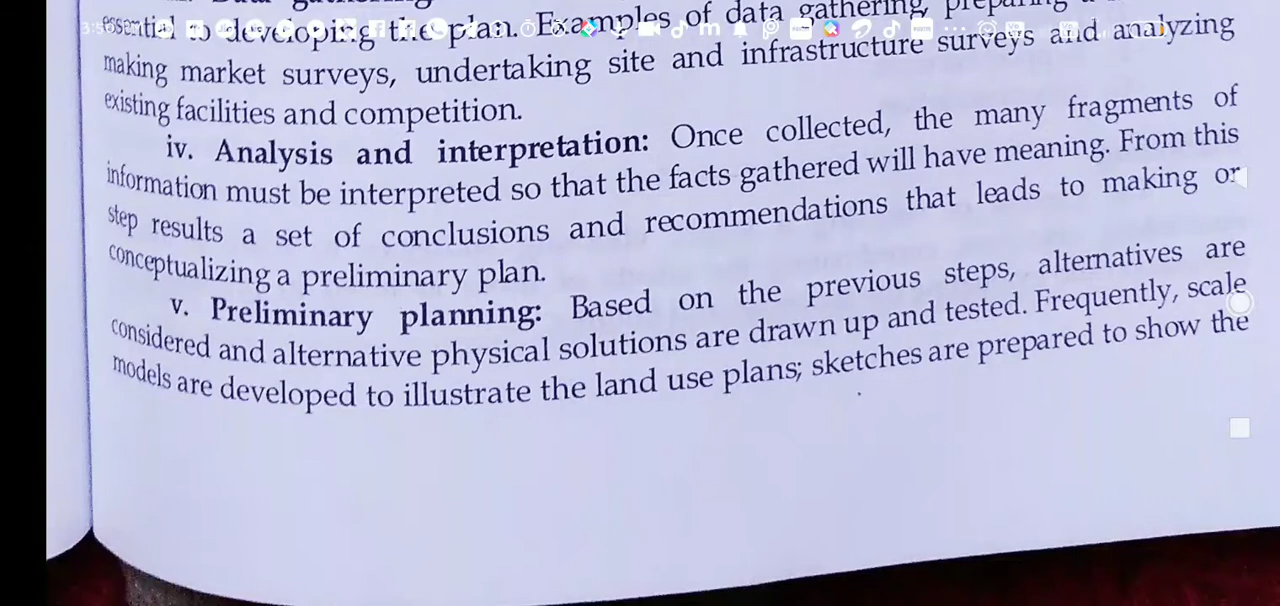 essential to developing the plan. Examples of data gathering, preparing a
making market surveys, undertaking site and infrastructure surveys and analyzing
existing facilities and competition.
iv. Analysis and interpretation: Once collected, the many fragments of
information must be interpreted so that the facts gathered will have meaning. From this
step results a set of conclusions and recommendations that leads to making or
conceptualizing a preliminary plan.
v. Preliminary planning: Based on the previous steps, alternatives are
considered and alternative physical solutions are drawn up and tested. Frequently, scale
models are developed to illustrate the land use plans; sketches are prepared to show the